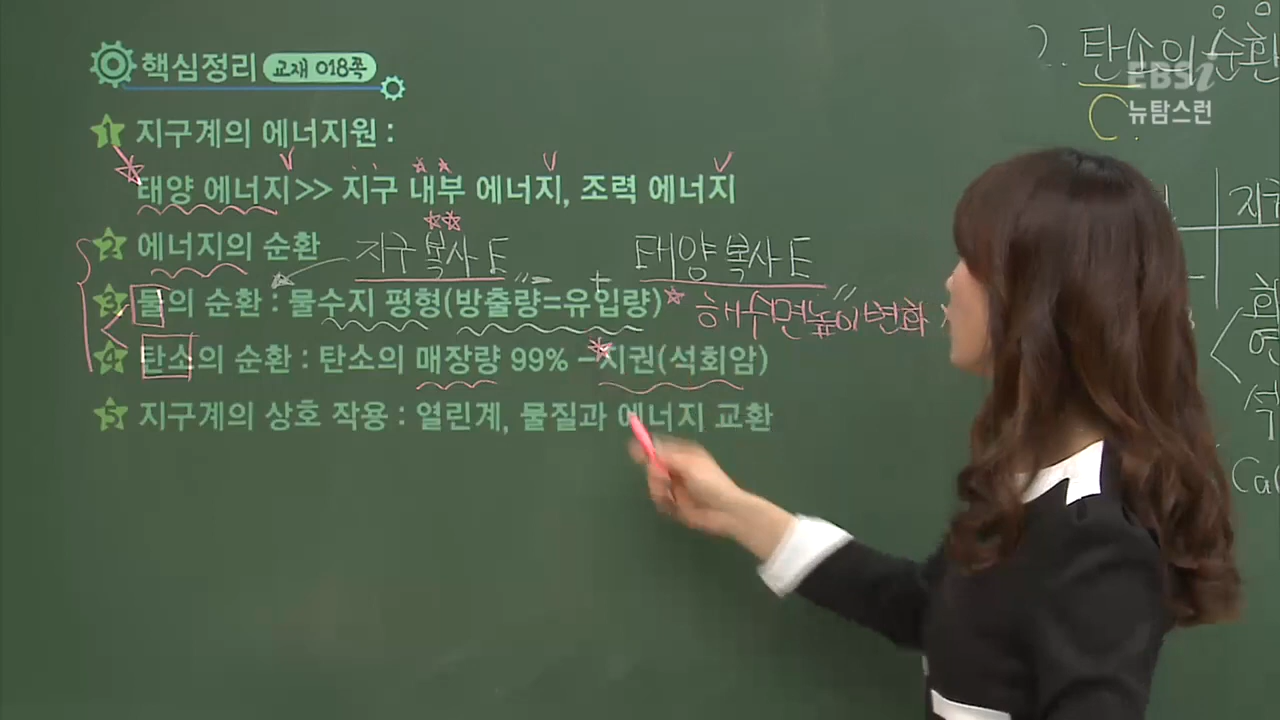 핵심정리 교재 018쪽
1 지구계의 에너지원 :
태양 에너지>> 지구 내부 에너지, 조력 에너지
2 에너지의 순환
지구 복사 E
태양 복사 E
3 물의 순환 : 물수지 평형(방출량=유입량)
해수면 높이 변화
4 탄소의 순환 : 탄소의 매장량 99% – 지권(석회암)
5 지구계의 상호 작용 : 열린계, 물질과 에너지 교환
2. 탄소의 순환
C
EBSi
뉴탐스런
지
석
Ca